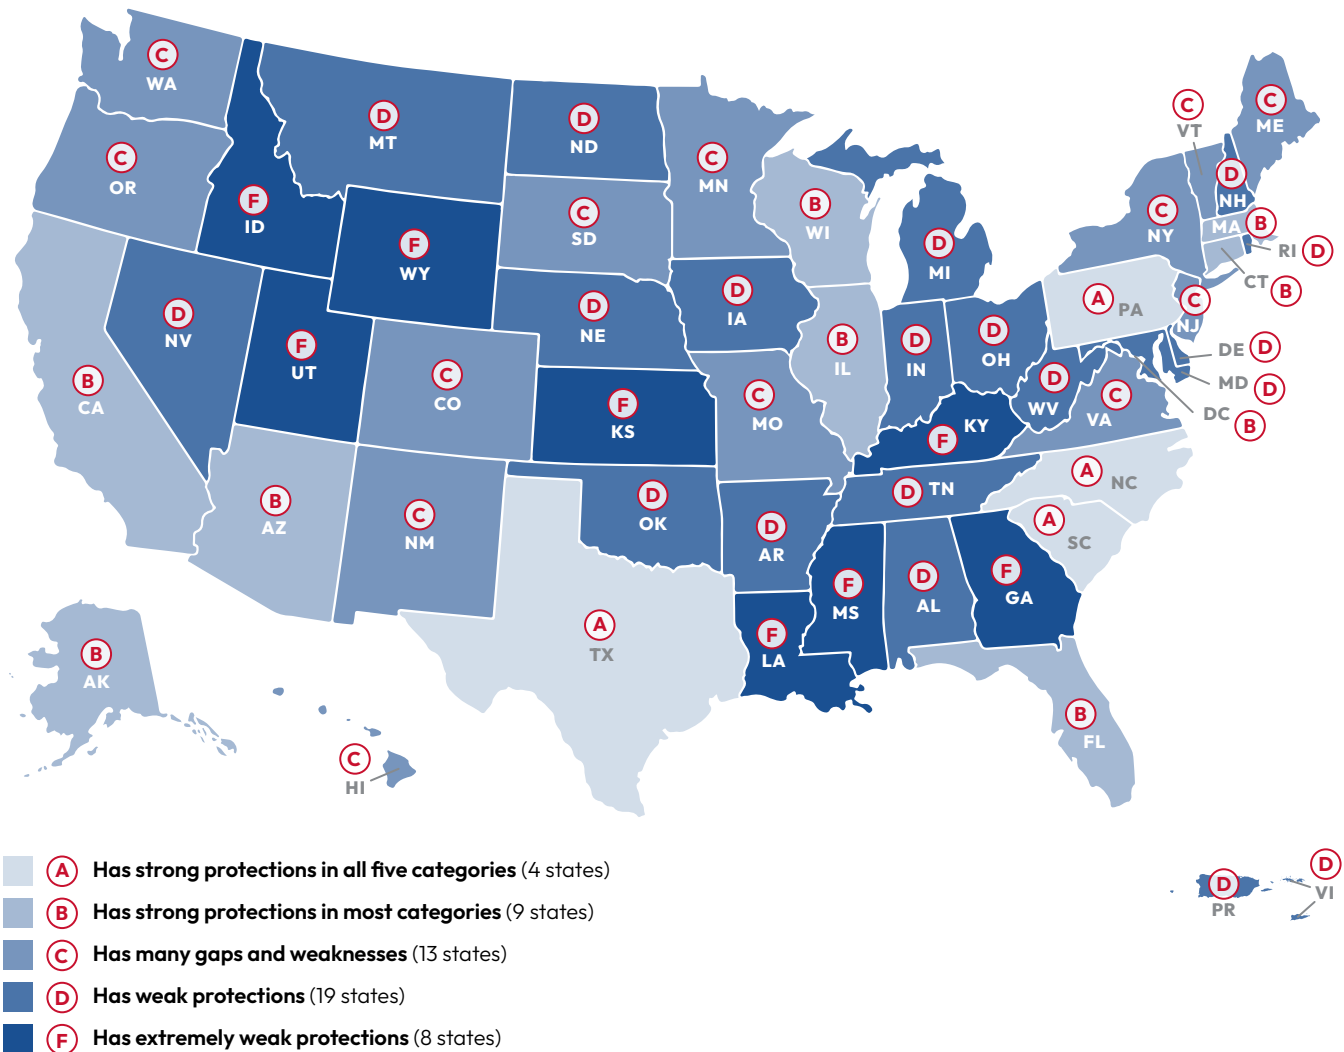 C
WA
C
OR
F
ID
D
MT
F
WY
D
ND
C
SD
C
MN
B
WI
D
MI
C
VT
C
ME
D
NH
C
NY
MA
B
RI
D
CT
B
A
PA
C
NJ
DE
D
MD
D
DC
B
D
NV
F
UT
C
CO
B
CA
D
NE
D
IA
B
IL
D
IN
D
OH
D
WV
C
VA
F
KS
C
MO
KY
F
B
AZ
C
NM
D
OK
D
AR
D
TN
A
NC
A
SC
F
MS
D
AL
F
GA
A
TX
F
LA
B
FL
B
AK
C
HI
D
PR
D
VI
A Has strong protections in all five categories (4 states)
B Has strong protections in most categories (9 states)
C Has many gaps and weaknesses (13 states)
D Has weak protections (19 states)
F Has extremely weak protections (8 states)